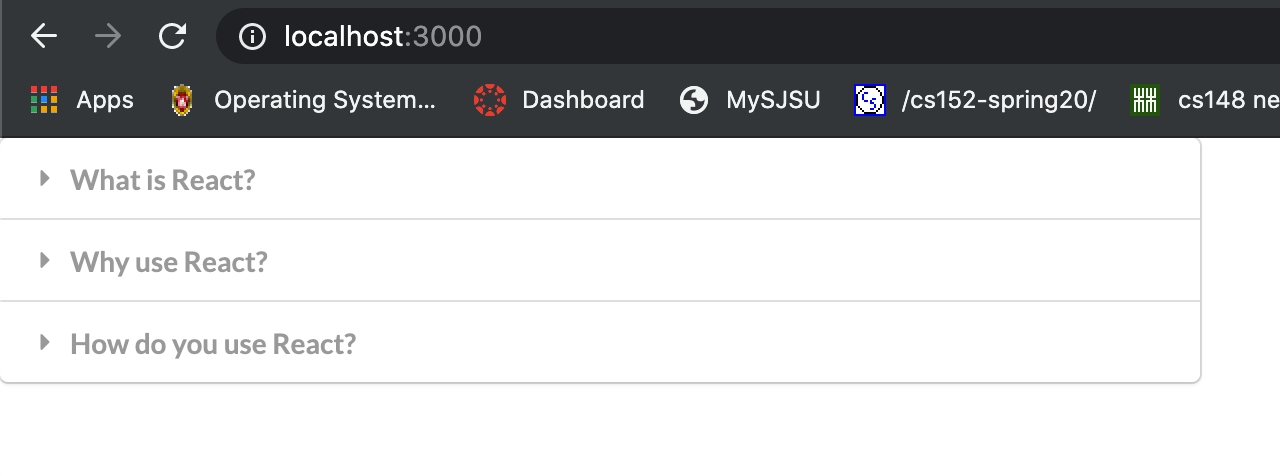 localhost:3000
Apps Operating System... Dashboard MySJSU /cs152-spring20/ cs148 ne
What is React?
Why use React?
How do you use React?